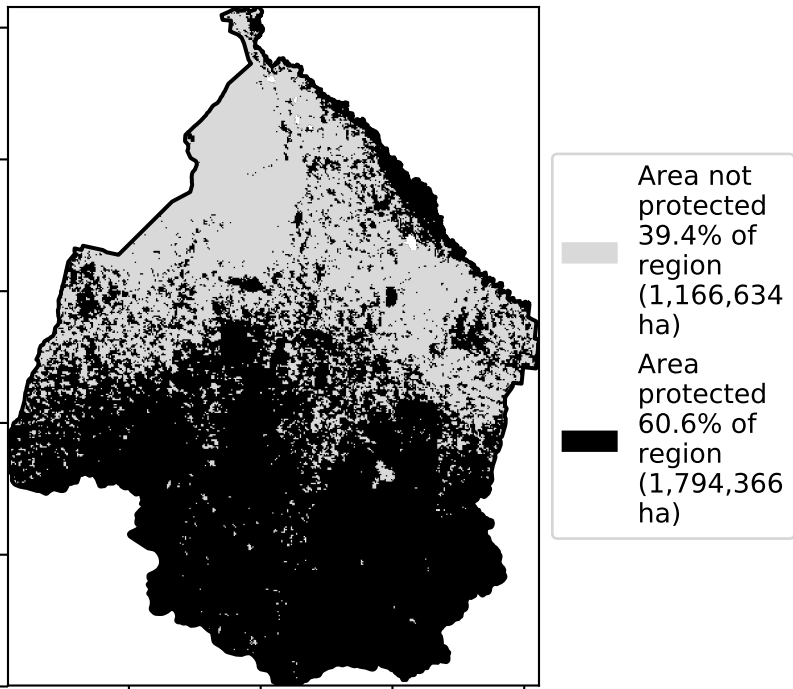 Area not
protected
39.4% of
region
(1,166,634
ha)
Area
protected
60.6% of
region
(1,794,366
ha)